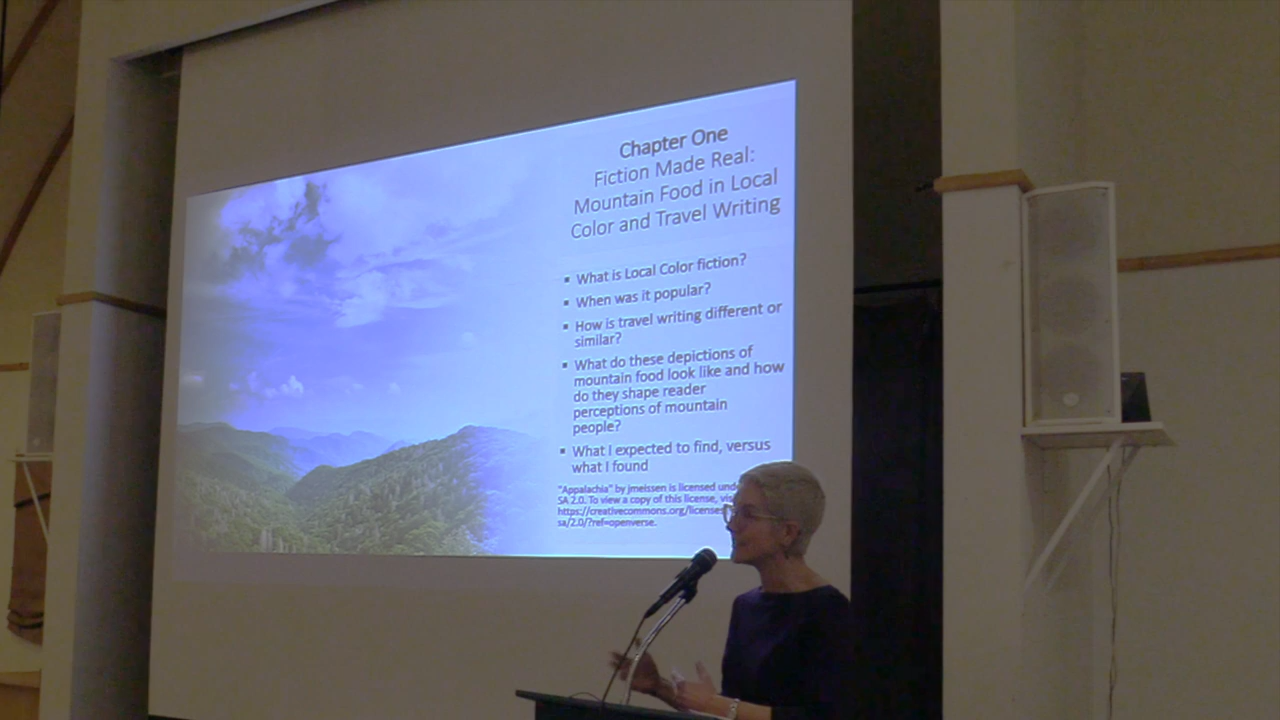 Chapter One
Fiction Made Real:
Mountain Food in Local
Color and Travel Writing
▪ What is Local Color fiction?
▪ When was it popular?
▪ How is travel writing different or
similar?
▪ What do these depictions of
mountain food look like and how
do they shape reader
perceptions of mountain
people?
▪ What I expected to find, versus
what I found
"Appalachia" by jmeissen is licensed
SA 2.0. To view a copy of this license,
https://creativecommons.org/licenses
sa/2.0/?ref=openverse.